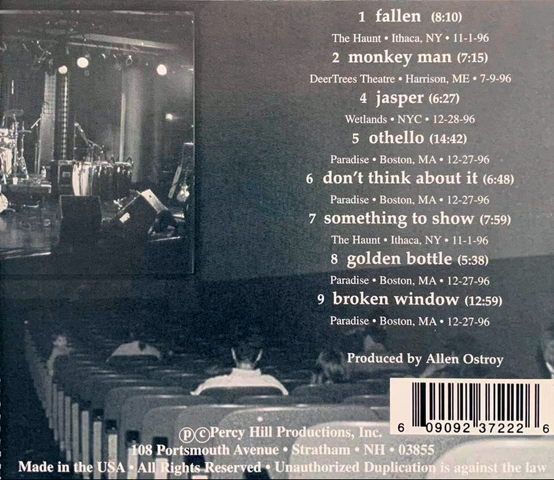 1 fallen (8:10)
The Haunt • Ithaca, NY • 11-1-96
2 monkey man (7:15)
DeerTrees Theatre • Harrison, ME • 7-9-96
4 jasper (6:27)
Wetlands • NYC • 12-28-96
5 othello (14:42)
Paradise • Boston, MA • 12-27-96
6 don't think about it (6:48)
Paradise • Boston, MA • 12-27-96
7 something to show (7:59)
The Haunt • Ithaca, NY • 11-1-96
8 golden bottle (5:38)
Paradise • Boston, MA • 12-27-96
9 broken window (12:59)
Paradise • Boston, MA • 12-27-96
Produced by Allen Ostroy
6 09092 37222 6
℗©Percy Hill Productions, Inc.
108 Portsmouth Avenue • Stratham • NH • 03855
Made in the USA • All Rights Reserved • Unauthorized Duplication is against the law